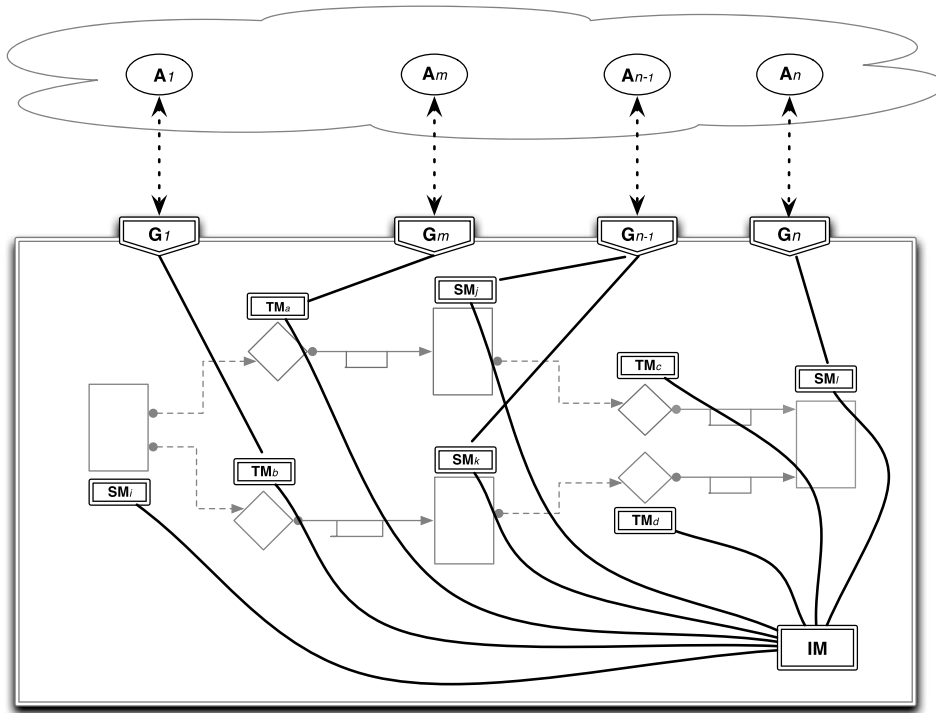 A1
Am
An-1
An
G1
Gm
Gn-1
Gn
SMj
TMa
TMc
SMl
SMk
TMb
SMi
TMd
IM